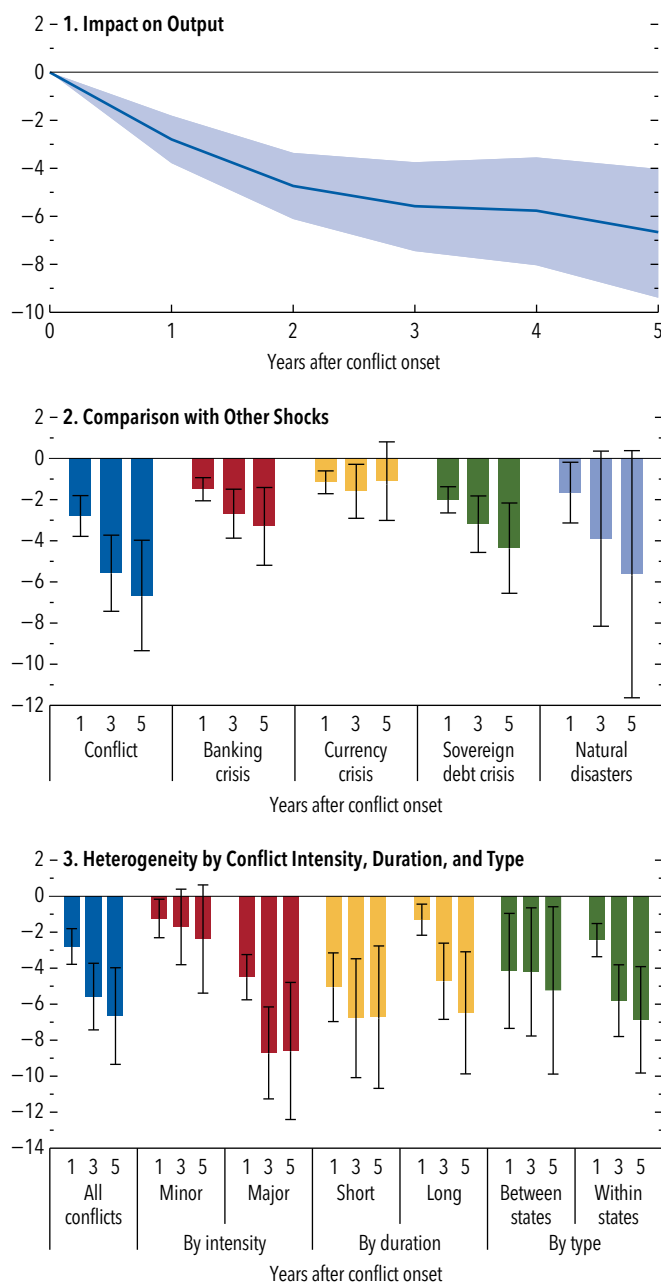 1. Impact on Output
2
0
−2
−4
−6
−8
−10
0 1 2 3 4 5
Years after conflict onset
2. Comparison with Other Shocks
2
0
−2
−4
−6
−8
−10
−12
1 3 5 1 3 5 1 3 5 1 3 5 1 3 5
Conflict Banking Currency Sovereign Natural
crisis crisis debt crisis disasters
Years after conflict onset
3. Heterogeneity by Conflict Intensity, Duration, and Type
2
0
−2
−4
−6
−8
−10
−12
−14
1 3 5 1 3 5 1 3 5 1 3 5 1 3 5 1 3 5 1 3 5
All Minor Major Short Long Between Within
conflicts states states
By intensity By duration By type
Years after conflict onset